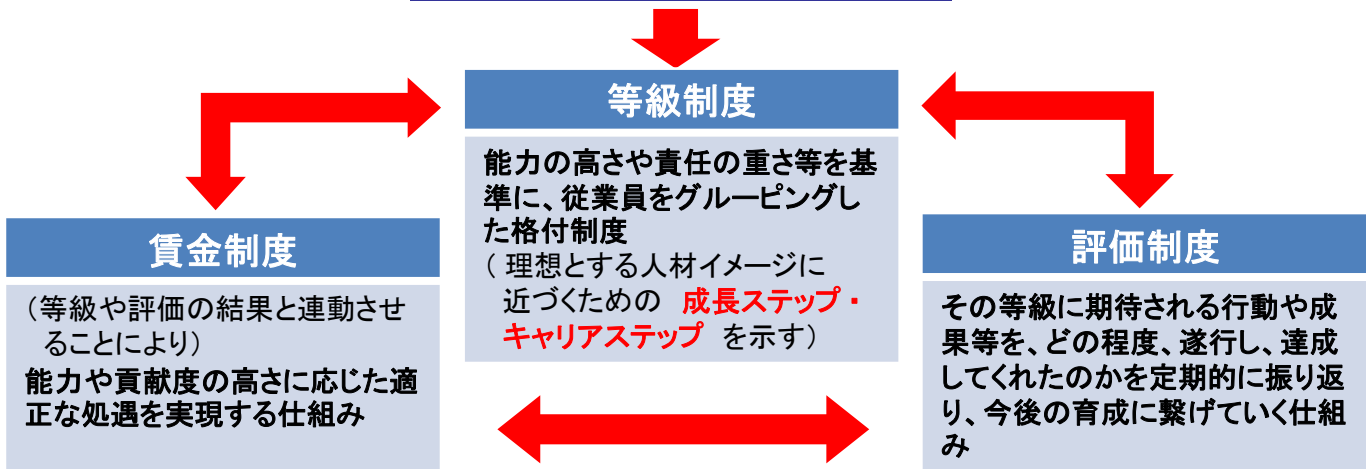 等級制度
能力の高さや責任の重さ等を基
準に、従業員をグルーピングし
た格付制度
（ 理想とする人材イメージに
近づくための 成長ステップ・
キャリアステップ を示す）
賃金制度
（等級や評価の結果と連動させ
ることにより）
能力や貢献度の高さに応じた適
正な処遇を実現する仕組み
評価制度
その等級に期待される行動や成
果等を、どの程度、遂行し、達成
してくれたのかを定期的に振り返
り、今後の育成に繋げていく仕組
み